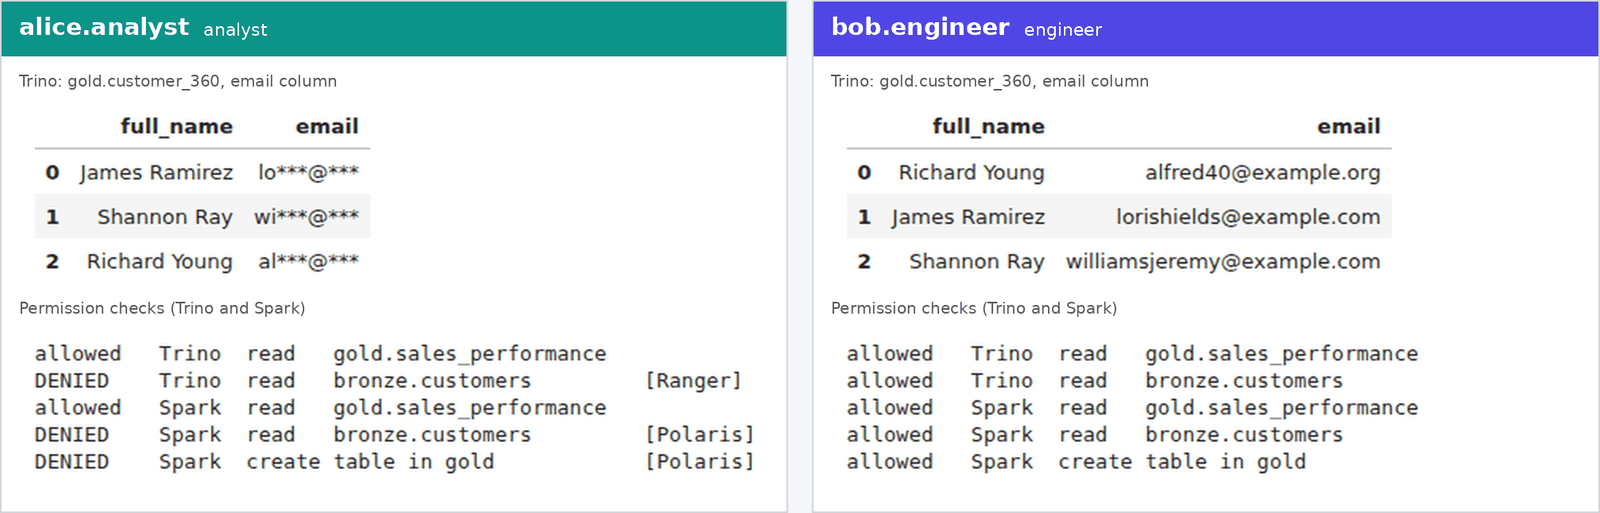 alice.analyst analyst
Trino: gold.customer_360, email column
full_name email
0 James Ramirez lo***@***
1 Shannon Ray wi***@***
2 Richard Young al***@***
Permission checks (Trino and Spark)
allowed Trino read gold.sales_performance
DENIED Trino read bronze.customers [Ranger]
allowed Spark read gold.sales_performance
DENIED Spark read bronze.customers [Polaris]
DENIED Spark create table in gold [Polaris]
bob.engineer engineer
Trino: gold.customer_360, email column
full_name email
0 Richard Young alfred40@example.org
1 James Ramirez lorishields@example.com
2 Shannon Ray williamsjeremy@example.com
Permission checks (Trino and Spark)
allowed Trino read gold.sales_performance
allowed Trino read bronze.customers
allowed Spark read gold.sales_performance
allowed Spark read bronze.customers
allowed Spark create table in gold